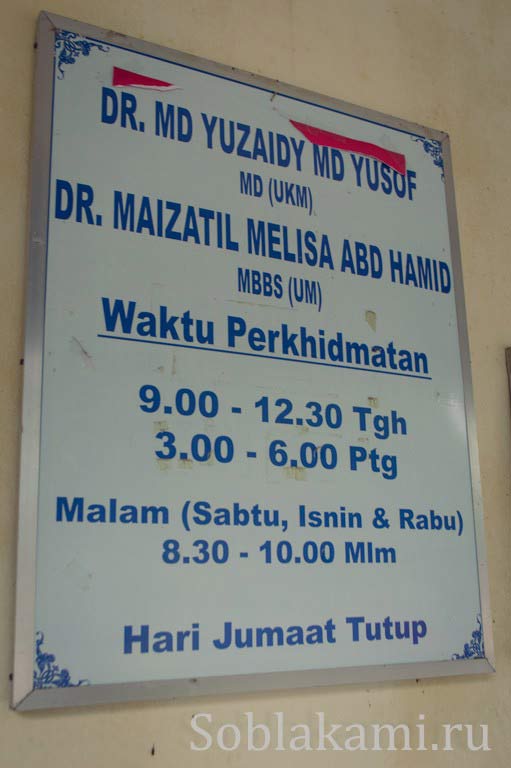 DR. MD YUZAIDY MD YUSOF
MD (UKM)
DR. MAIZATIL MELISA ABD HAMID
MBBS (UM)
Waktu Perkhidmatan
9.00 - 12.30 Tgh
3.00 - 6.00 Ptg
Malam (Sabtu, Isnin & Rabu)
8.30 - 10.00 Mlm
Hari Jumaat Tutup
Soblakami.ru